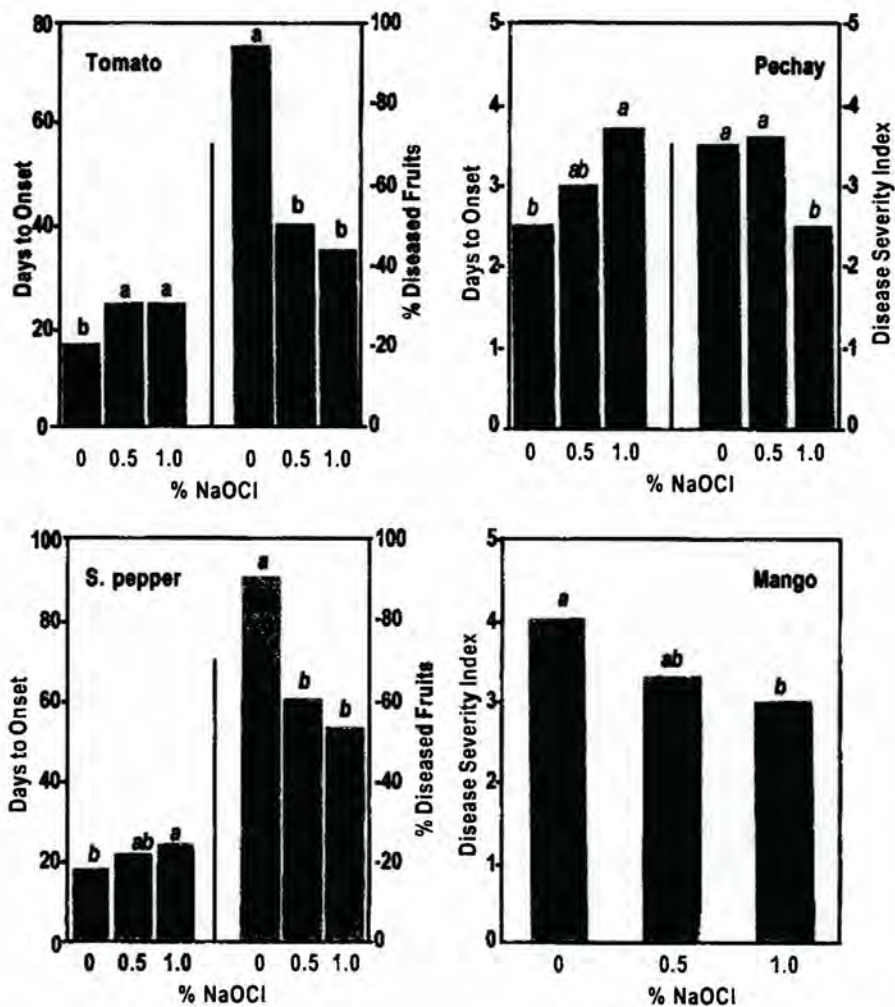 Tomato
Days to Onset
80
60
40
20
0
b
a
a
a
b
b
100
80
60
40
20
0
% Diseased Fruits
0 0.5 1.0 0 0.5 1.0
% NaOCl
Pechay
Days to Onset
5
4
3
2
1
0
b
ab
a
a
a
b
5
4
3
2
1
0
Disease Severity Index
0 0.5 1.0 0 0.5 1.0
% NaOCl
S. pepper
Days to Onset
100
80
60
40
20
0
b
ab
a
a
b
b
100
80
60
40
20
0
% Diseased Fruits
0 0.5 1.0 0 0.5 1.0
% NaOCl
Mango
Disease Severity Index
5
4
3
2
1
0
a
ab
b
0 0.5 1.0
% NaOCl